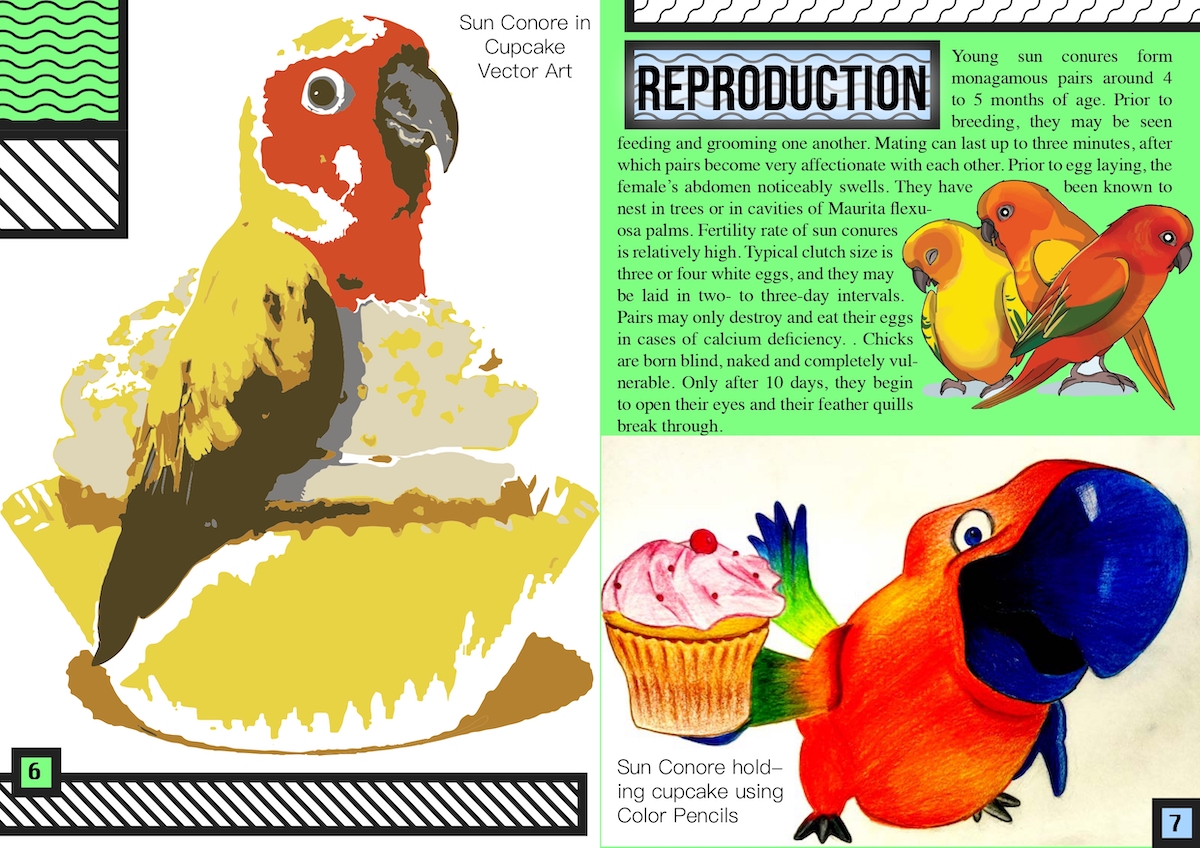 Sun Conore in
Cupcake
Vector Art
6
REPRODUCTION
Young sun conures form
monagamous pairs around 4
to 5 months of age. Prior to
breeding, they may be seen
feeding and grooming one another. Mating can last up to three minutes, after
which pairs become very affectionate with each other. Prior to egg laying, the
female’s abdomen noticeably swells. They have been known to
nest in trees or in cavities of Maurita flexu-
osa palms. Fertility rate of sun conures
is relatively high. Typical clutch size is
three or four white eggs, and they may
be laid in two- to three-day intervals.
Pairs may only destroy and eat their eggs
in cases of calcium deficiency. . Chicks
are born blind, naked and completely vul-
nerable. Only after 10 days, they begin
to open their eyes and their feather quills
break through.
Sun Conore hold-
ing cupcake using
Color Pencils
7